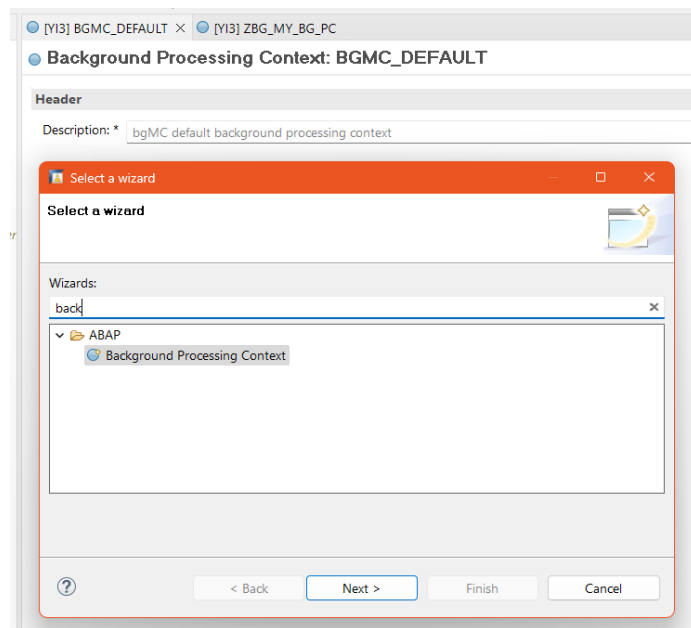 [YI3] BGMC_DEFAULT [YI3] ZBG_MY_BG_PC
Background Processing Context: BGMC_DEFAULT
Header
Description: * bgMC default background processing context
Select a wizard
Select a wizard
er
Wizards:
back
ABAP
Background Processing Context
< Back Next > Finish Cancel